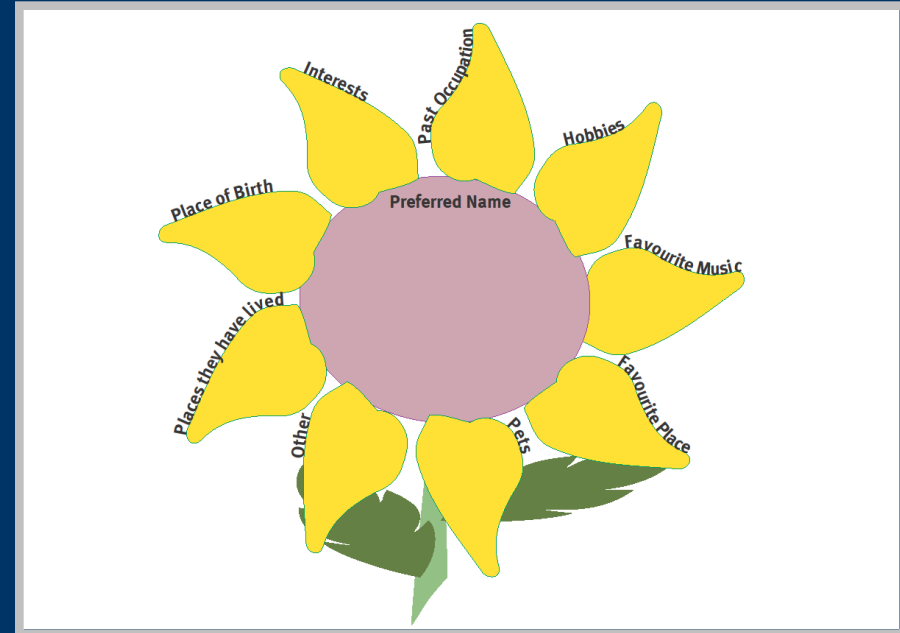 Past Occupation
Interests
Hobbies
Place of Birth
Preferred Name
Favourite Music
Places they have lived
Favourite Place
Other
Pets